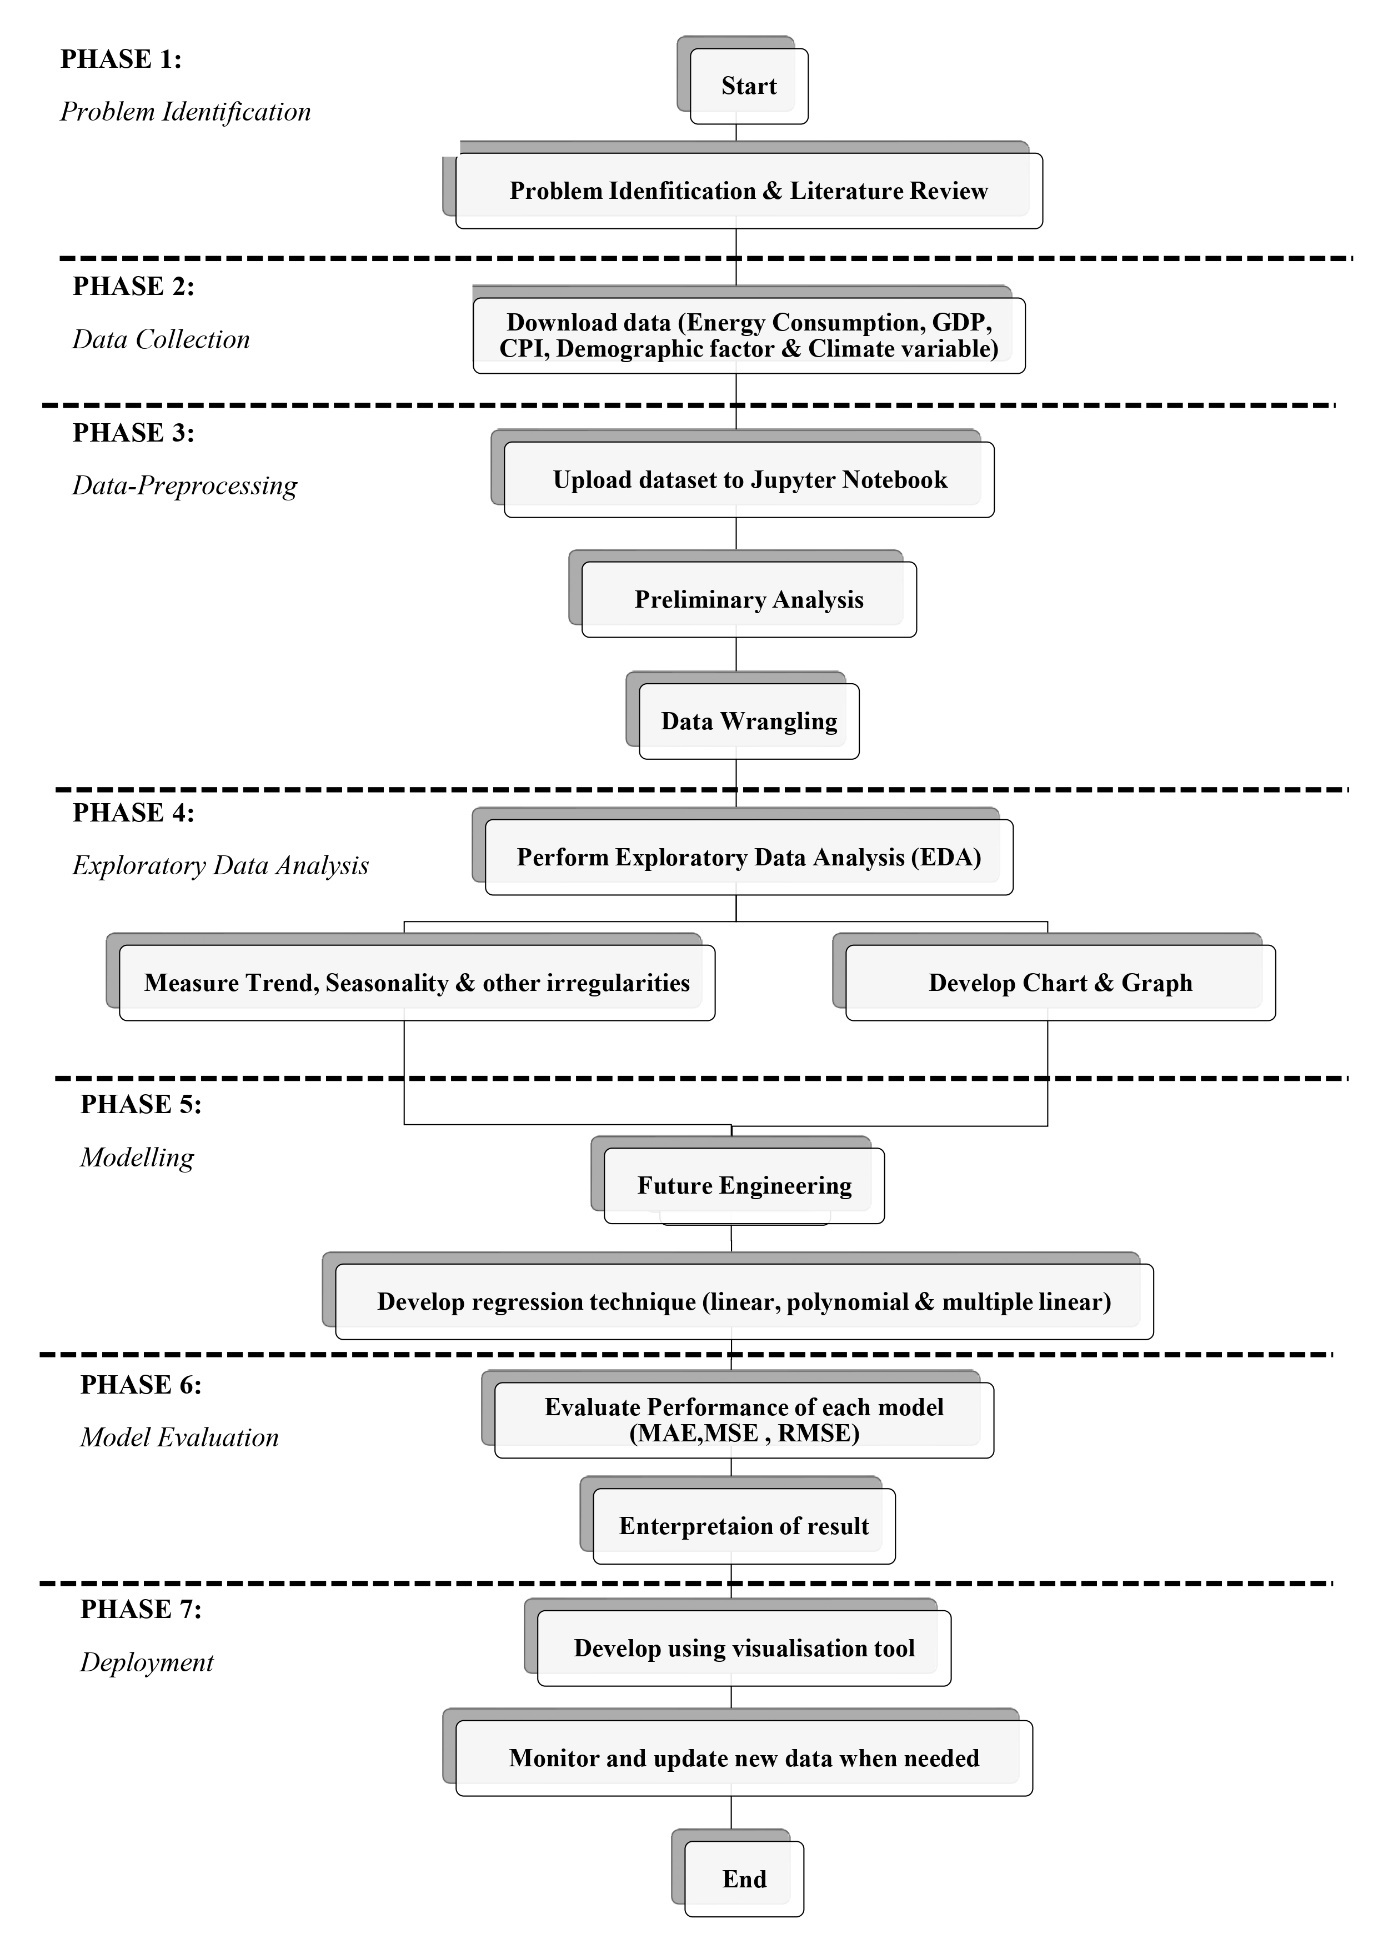 PHASE 1:
Problem Identification
Start
Problem Idenfitication & Literature Review
PHASE 2:
Data Collection
Download data (Energy Consumption, GDP,
CPI, Demographic factor & Climate variable)
PHASE 3:
Data-Preprocessing
Upload dataset to Jupyter Notebook
Preliminary Analysis
Data Wrangling
PHASE 4:
Exploratory Data Analysis
Perform Exploratory Data Analysis (EDA)
Measure Trend, Seasonality & other irregularities
Develop Chart & Graph
PHASE 5:
Modelling
Future Engineering
Develop regression technique (linear, polynomial & multiple linear)
PHASE 6:
Model Evaluation
Evaluate Performance of each model
(MAE,MSE , RMSE)
Enterpretaion of result
PHASE 7:
Deployment
Develop using visualisation tool
Monitor and update new data when needed
End